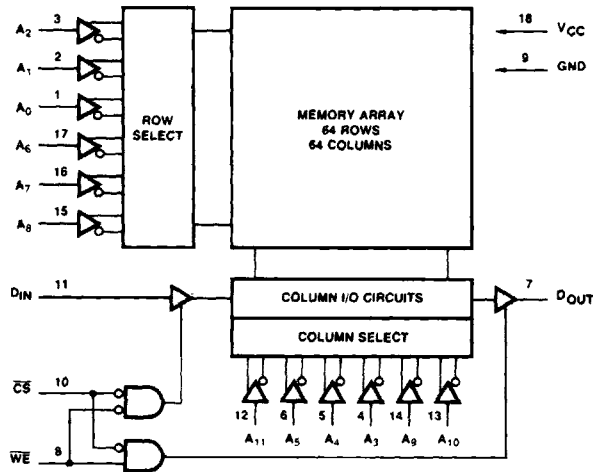 A2 3
A1 2
A0 1
A6 17
A7 16
A8 15
ROW
SELECT
MEMORY ARRAY
64 ROWS
64 COLUMNS
18 VCC
9 GND
DIN 11
COLUMN I/O CIRCUITS
COLUMN SELECT
7 DOUT
C̅S̅ 10
W̅E̅ 8
12 6 5 4 14 13
A11 A5 A4 A3 A9 A10